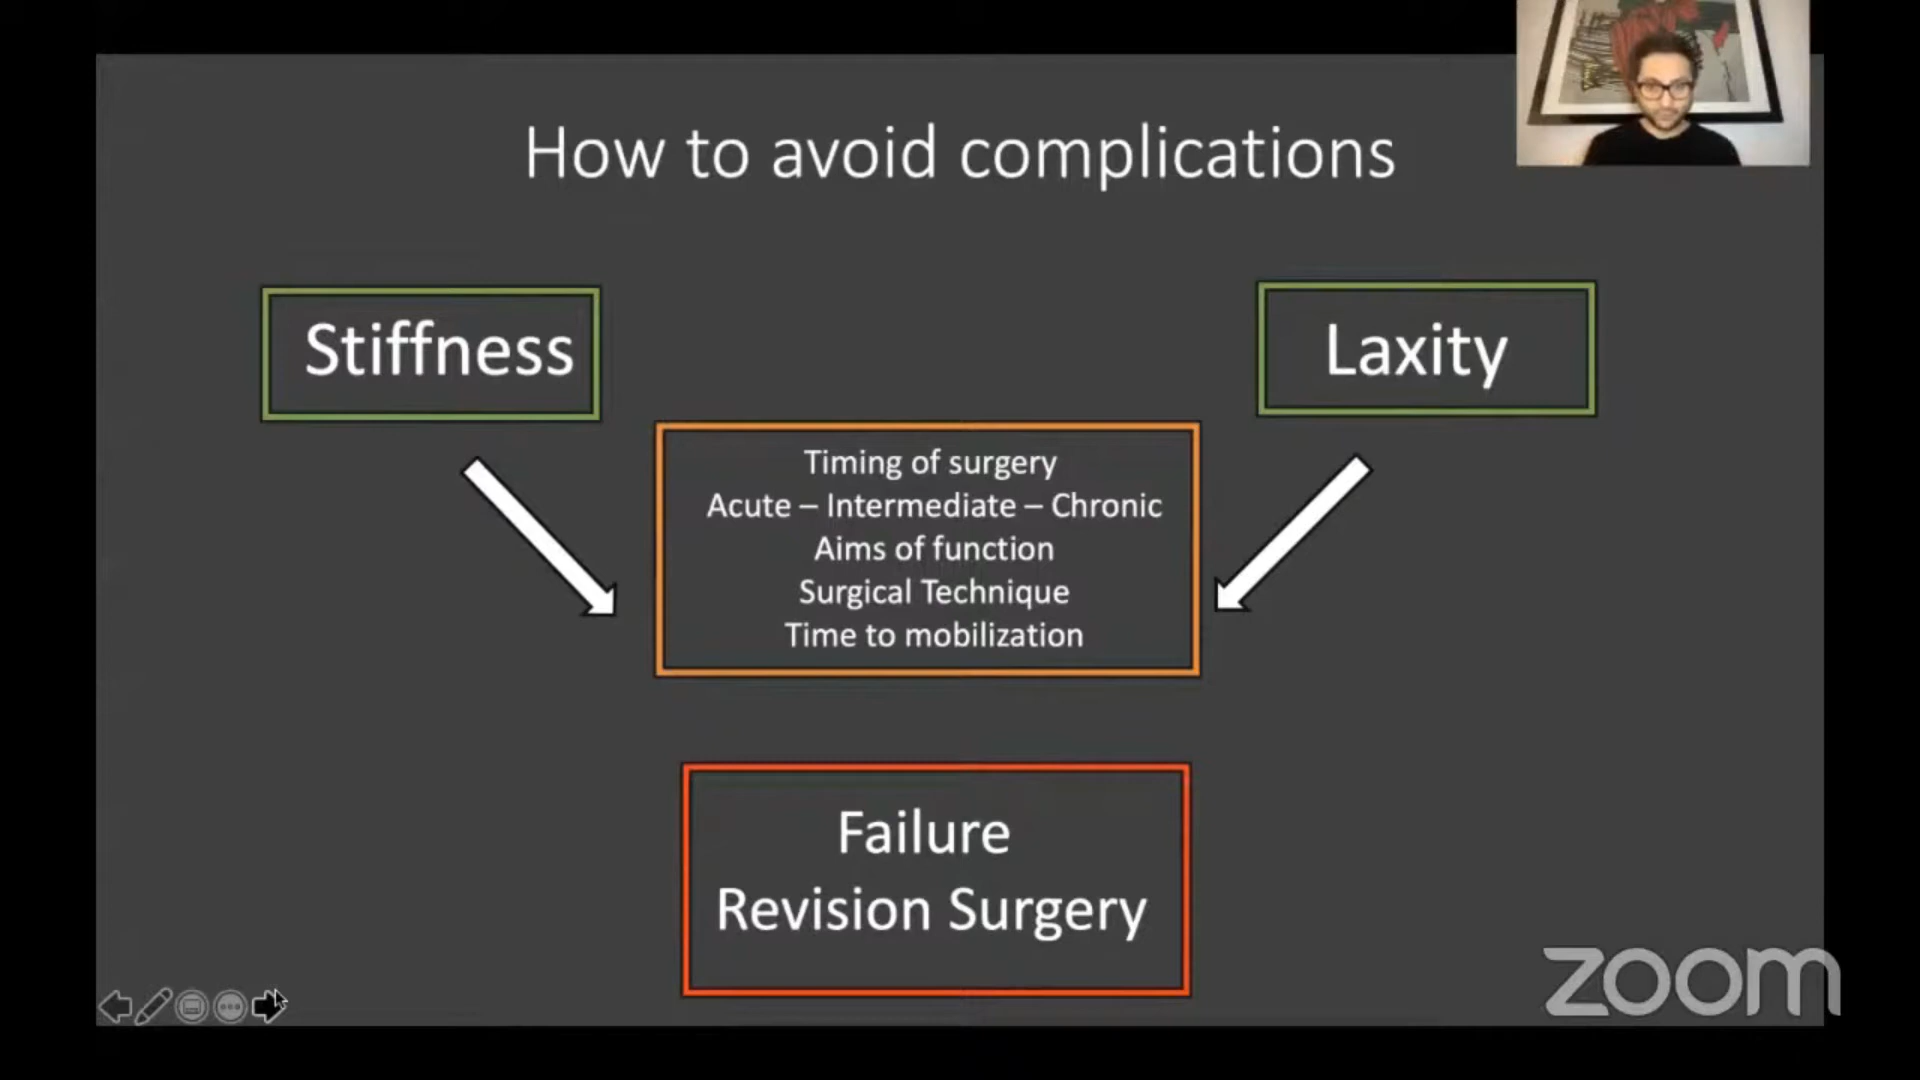 How to avoid complications
Stiffness
Laxity
Timing of surgery
Acute – Intermediate – Chronic
Aims of function
Surgical Technique
Time to mobilization
Failure
Revision Surgery
zoom